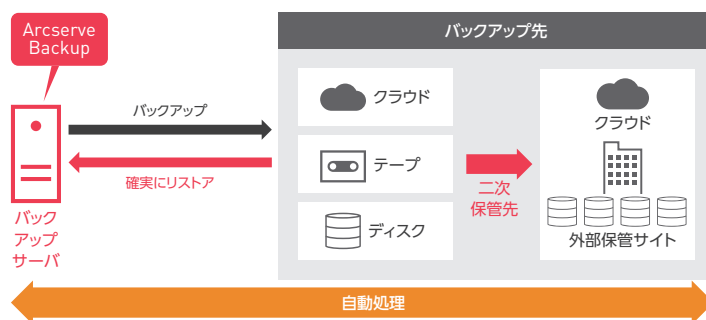 Arcserve
Backup
バックアップ先
バックアップ
確実にリストア
バック
アップ
サーバ
クラウド
テープ
ディスク
二次
保管先
クラウド
外部保管サイト
自動処理